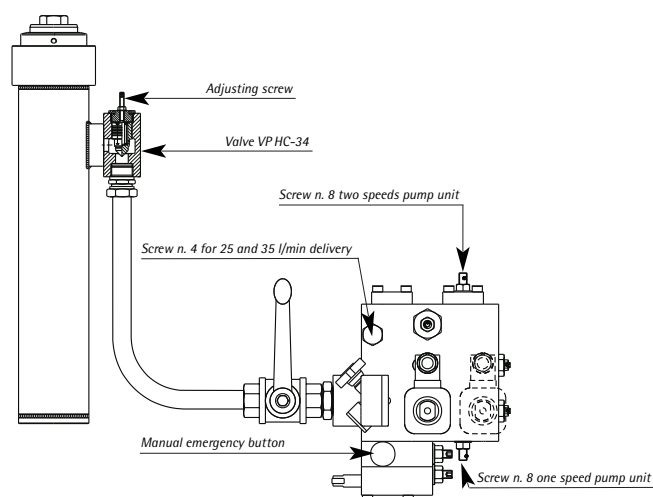 Adjusting screw
Valve VP HC-34
Screw n. 8 two speeds pump unit
Screw n. 4 for 25 and 35 l/min delivery
Manual emergency button
Screw n. 8 one speed pump unit